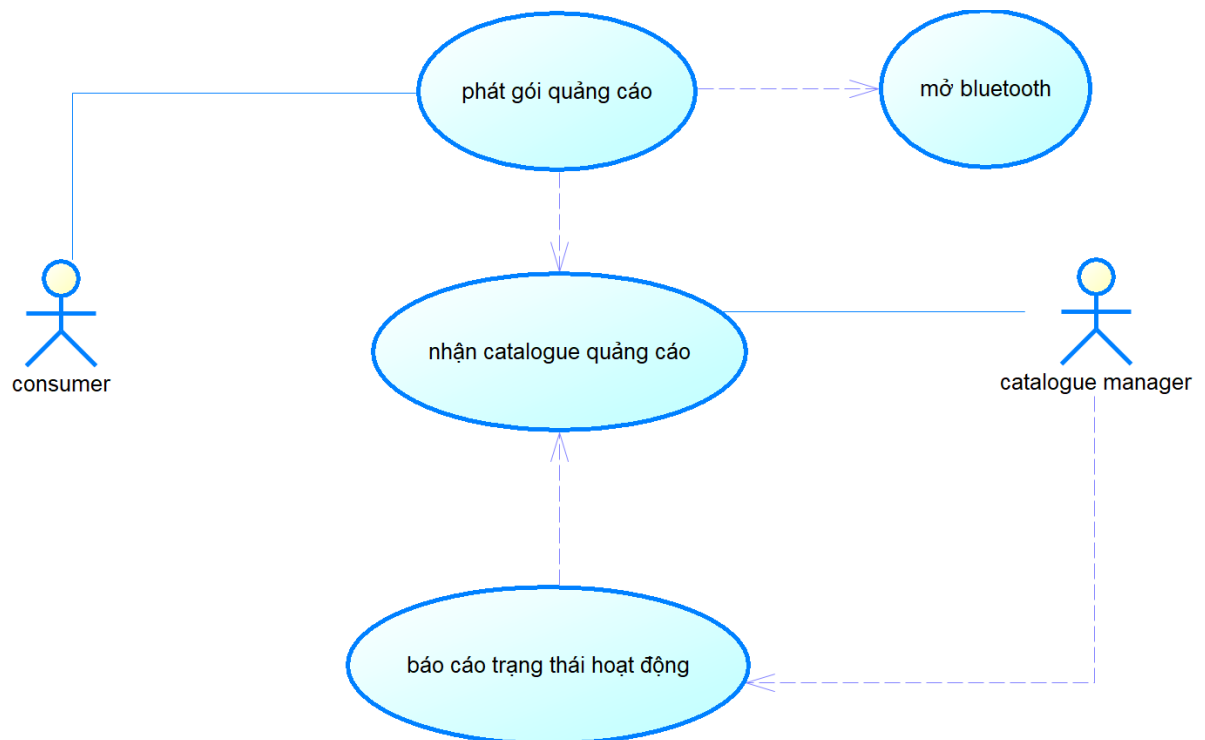 phát gói quảng cáo
mở bluetooth
nhận catalogue quảng cáo
consumer
catalogue manager
báo cáo trạng thái hoạt động